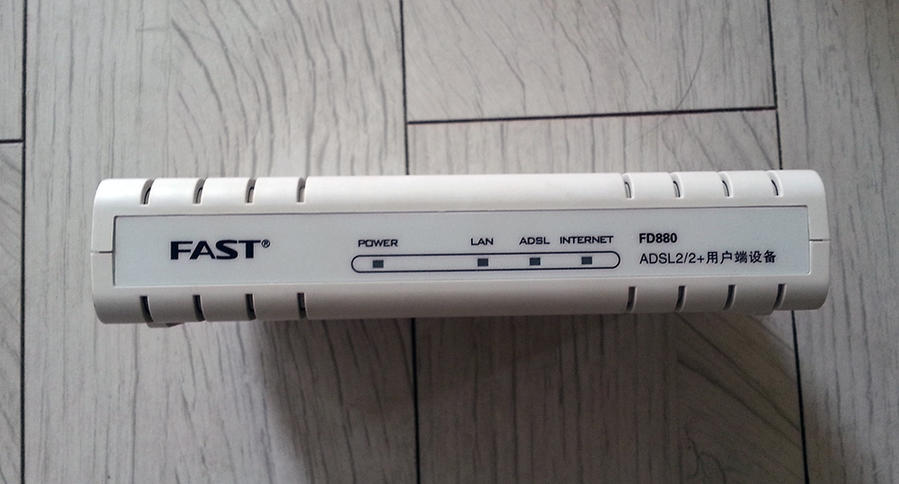 FAST®
POWER LAN ADSL INTERNET
FD880
ADSL2/2+用户端设备